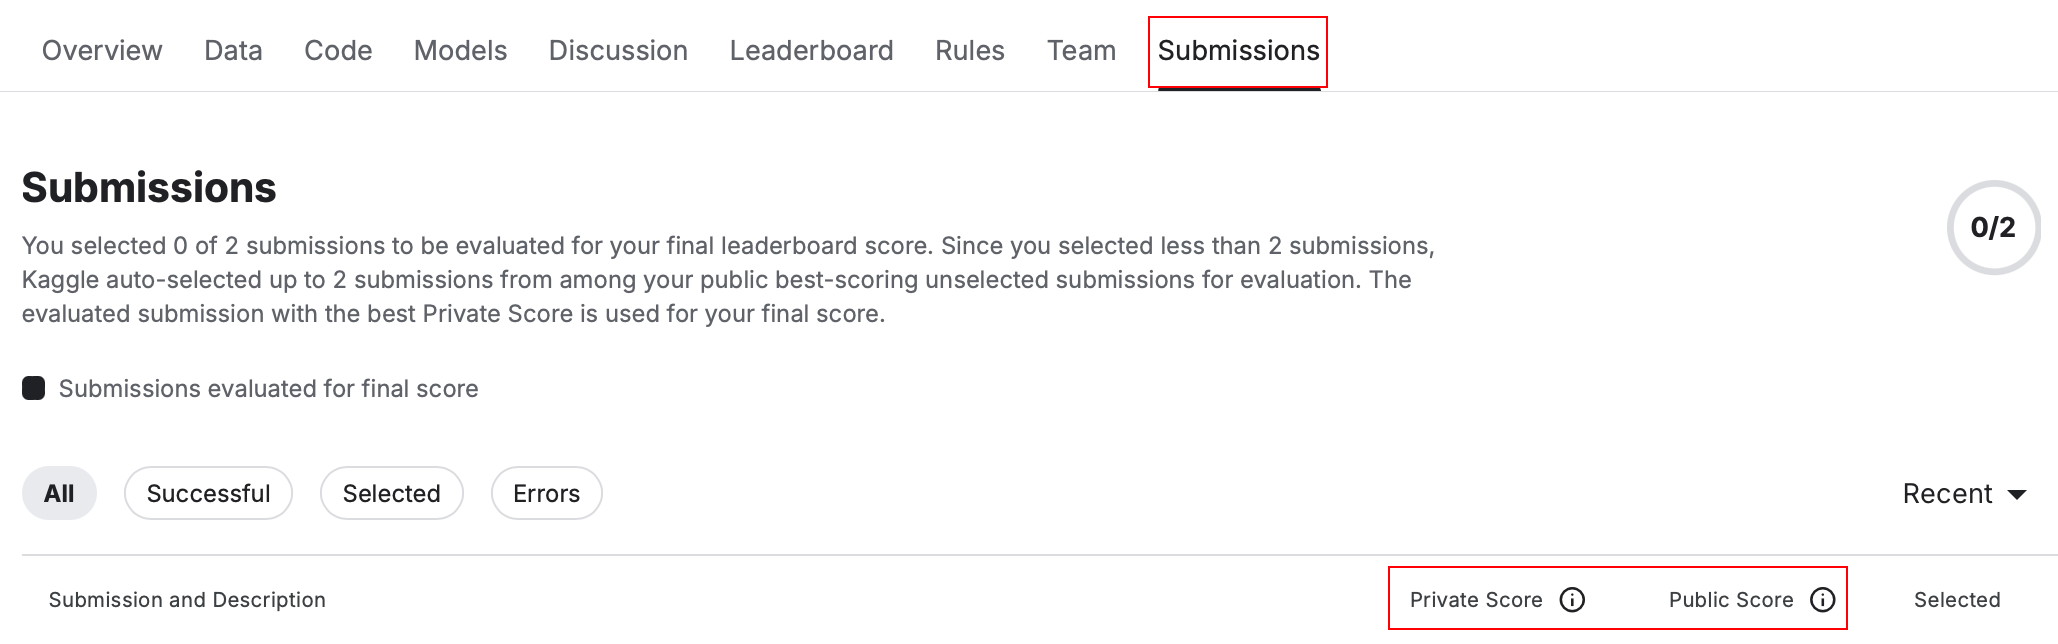 Overview Data Code Models Discussion Leaderboard Rules Team Submissions
Submissions
You selected 0 of 2 submissions to be evaluated for your final leaderboard score. Since you selected less than 2 submissions,
Kaggle auto-selected up to 2 submissions from among your public best-scoring unselected submissions for evaluation. The
evaluated submission with the best Private Score is used for your final score.
0/2
Submissions evaluated for final score
All Successful Selected Errors Recent
Submission and Description Private Score Public Score Selected